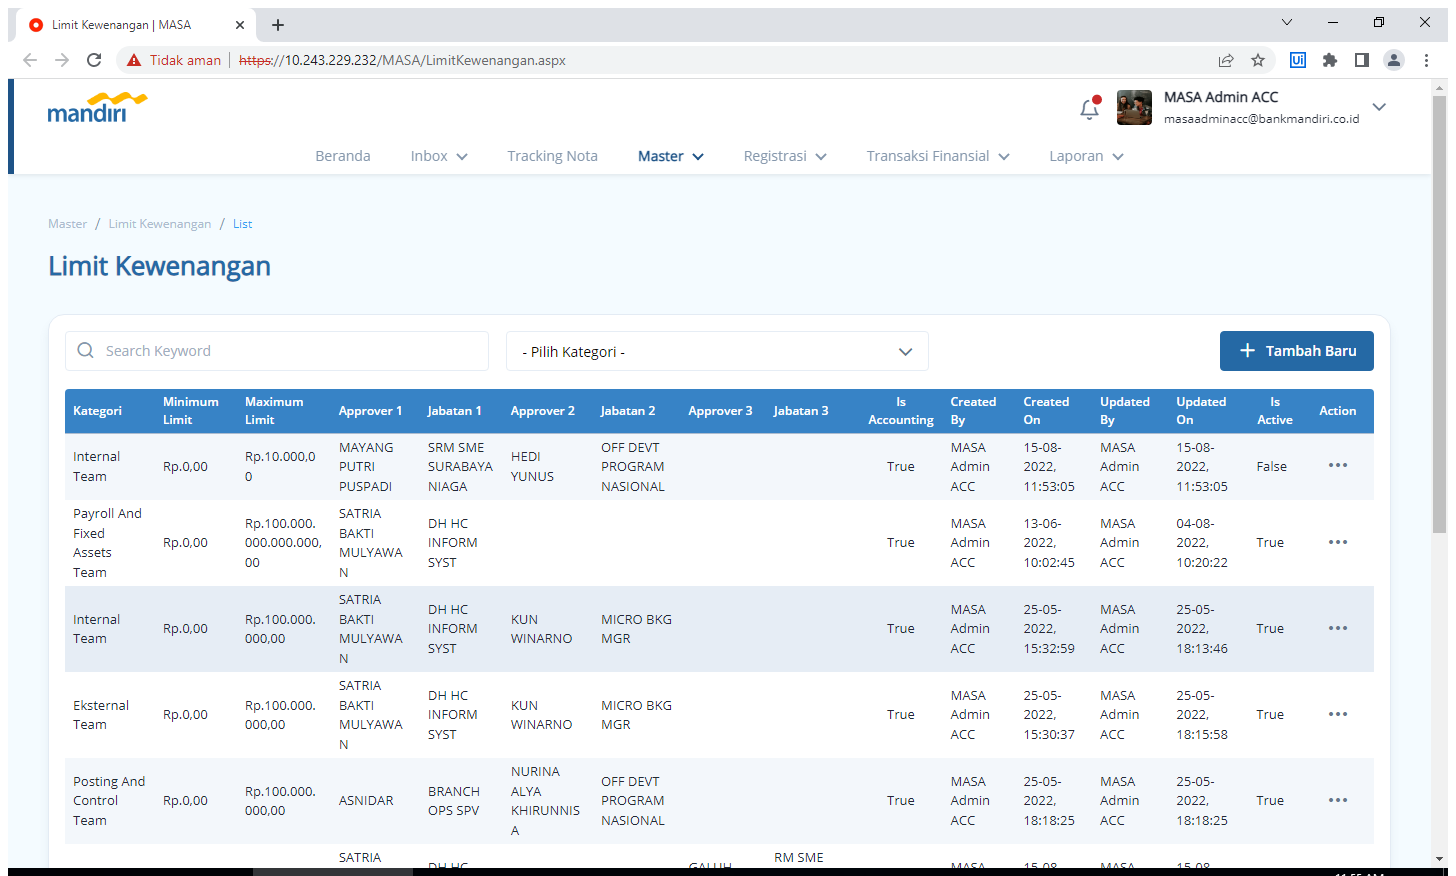 Limit Kewenangan | MASA
Tidak aman
https://10.243.229.232/MASA/LimitKewenangan.aspx
Ui
mandiri
MASA Admin ACC
masaadminacc@bankmandiri.co.id
Beranda Inbox Tracking Nota Master Registrasi Transaksi Finansial Laporan
Master / Limit Kewenangan / List
Limit Kewenangan
Search Keyword
- Pilih Kategori -
+ Tambah Baru
Kategori Minimum Limit Maximum Limit Approver 1 Jabatan 1 Approver 2 Jabatan 2 Approver 3 Jabatan 3 Is Accounting Created By Created On Updated By Updated On Is Active Action
Internal Team Rp.0,00 Rp.10.000,00 MAYANG PUTRI PUSPADI SRM SME SURABAYA NIAGA HEDI YUNUS OFF DEVT PROGRAM NASIONAL True MASA Admin ACC 15-08-2022, 11:53:05 MASA Admin ACC 15-08-2022, 11:53:05 False
Payroll And Fixed Assets Team Rp.0,00 Rp.100.000.000.000.000,00 SATRIA BAKTI MULYAWAN DH HC INFORM SYST True MASA Admin ACC 13-06-2022, 10:02:45 MASA Admin ACC 04-08-2022, 10:20:22 True
Internal Team Rp.0,00 Rp.100.000.000,00 SATRIA BAKTI MULYAWAN DH HC INFORM SYST KUN WINARNO MICRO BKG MGR True MASA Admin ACC 25-05-2022, 15:32:59 MASA Admin ACC 25-05-2022, 18:13:46 True
Eksternal Team Rp.0,00 Rp.100.000.000,00 SATRIA BAKTI MULYAWAN DH HC INFORM SYST KUN WINARNO MICRO BKG MGR True MASA Admin ACC 25-05-2022, 15:30:37 MASA Admin ACC 25-05-2022, 18:15:58 True
Posting And Control Team Rp.0,00 Rp.100.000.000,00 ASNIDAR BRANCH OPS SPV NURINA ALYA KHIRUNNISA OFF DEVT PROGRAM NASIONAL True MASA Admin ACC 25-05-2022, 18:18:25 MASA Admin ACC 25-05-2022, 18:18:25 True
SATRIA DH HC GALUH RM SME MASA 15-08- MASA 15-08-
11:55 AM